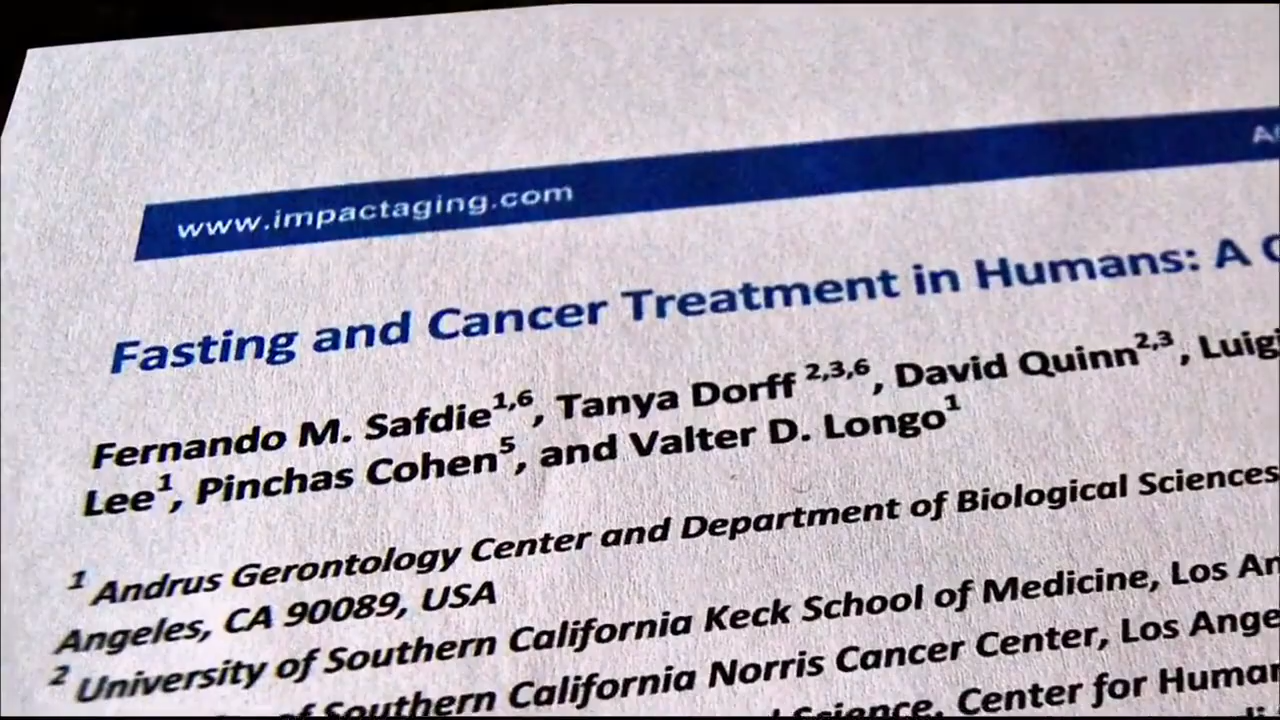 www.impactaging.com
Fasting and Cancer Treatment in Humans: A
Fernando M. Safdie1,6, Tanya Dorff 2,3,6, David Quinn2,3, Luigi
Lee1, Pinchas Cohen5, and Valter D. Longo1
1 Andrus Gerontology Center and Department of Biological Sciences
Angeles, CA 90089, USA
2 University of Southern California Keck School of Medicine, Los An
of Southern California Norris Cancer Center, Los Ange
Science, Center for Human